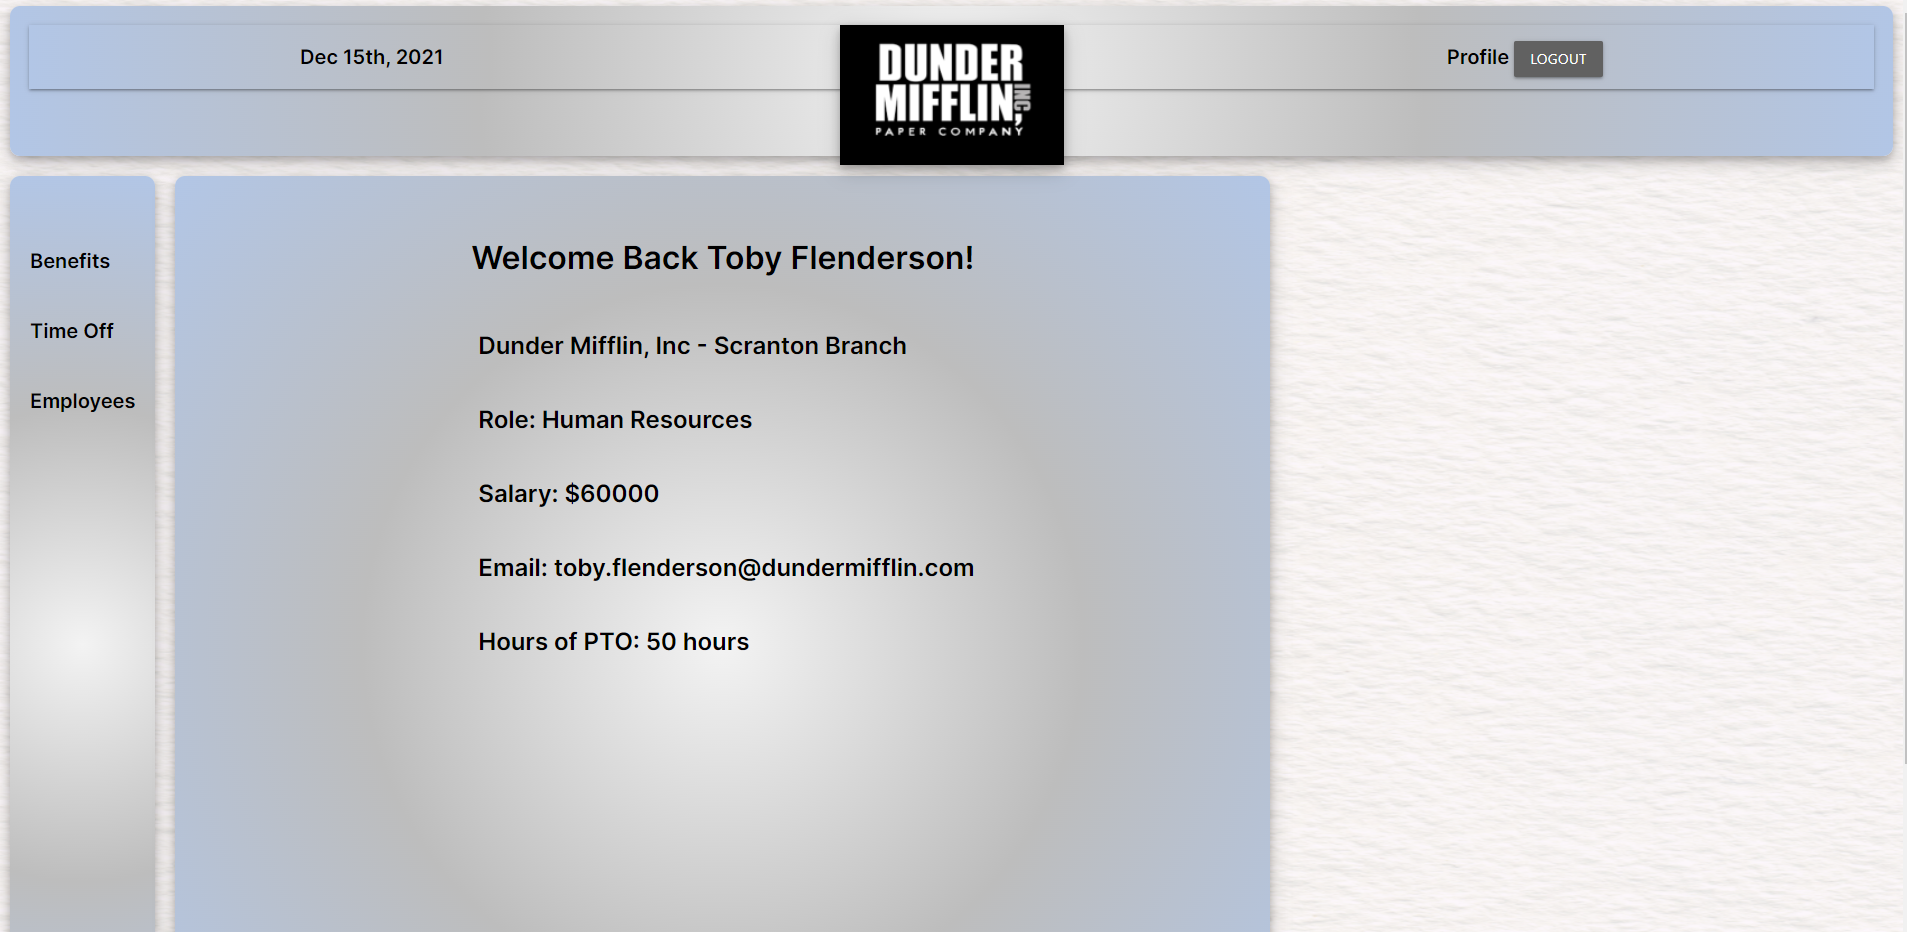 Dec 15th, 2021
DUNDER
MIFFLIN, INC
PAPER COMPANY
Profile LOGOUT
Benefits
Time Off
Employees
Welcome Back Toby Flenderson!
Dunder Mifflin, Inc - Scranton Branch
Role: Human Resources
Salary: $60000
Email: toby.flenderson@dundermifflin.com
Hours of PTO: 50 hours